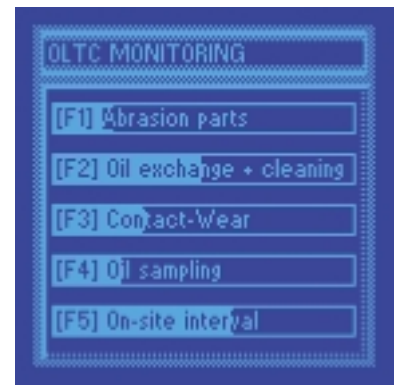 OLTC MONITORING
[F1] Abrasion parts
[F2] Oil exchange + cleaning
[F3] Contact-Wear
[F4] Oil sampling
[F5] On-site interval